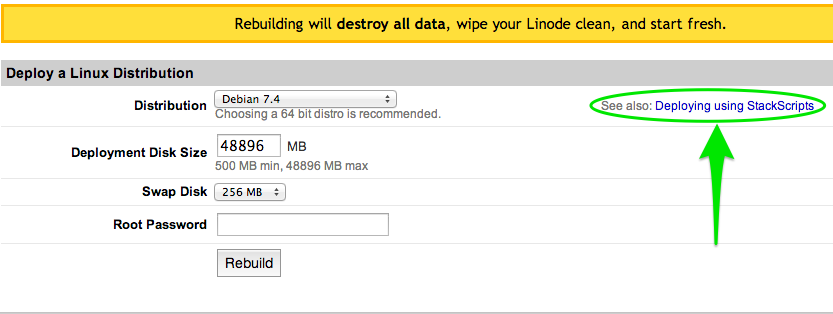 Rebuilding will destroy all data, wipe your Linode clean, and start fresh.
Deploy a Linux Distribution
Distribution Debian 7.4 See also: Deploying using StackScripts
Choosing a 64 bit distro is recommended.
Deployment Disk Size 48896 MB
500 MB min, 48896 MB max
Swap Disk 256 MB
Root Password
Rebuild